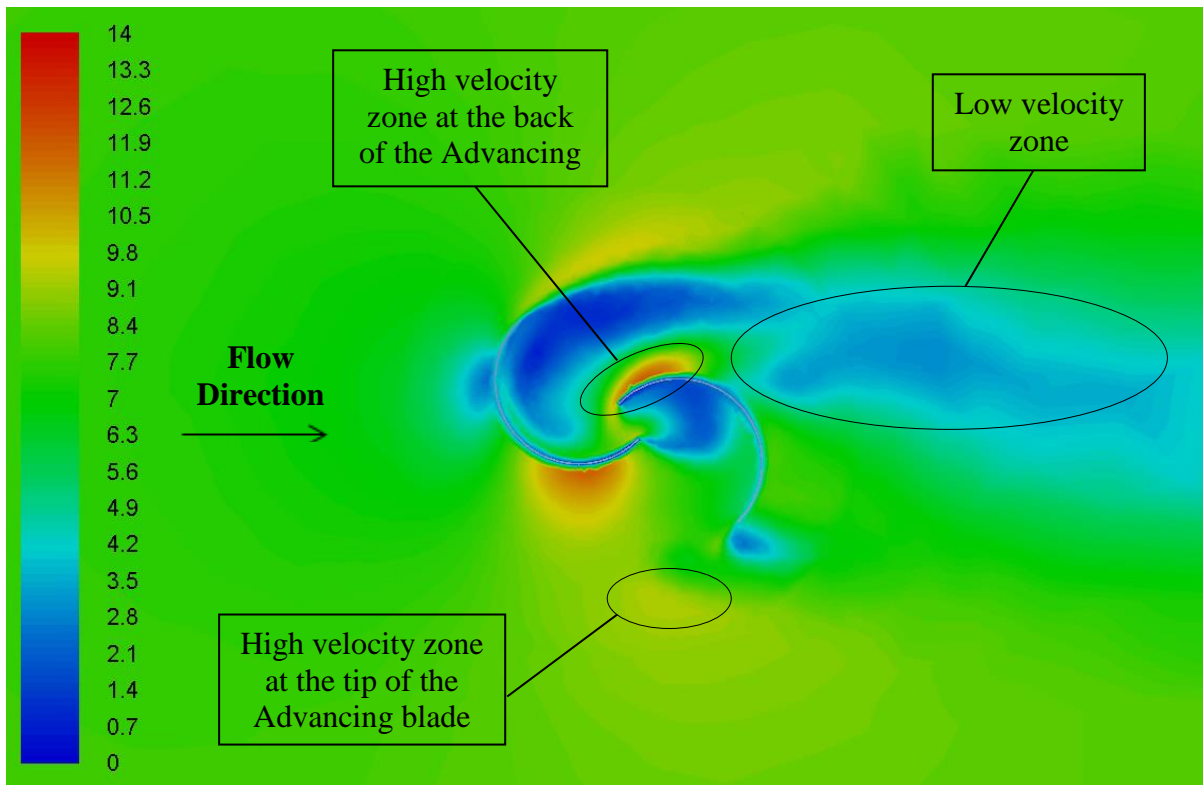 14
13.3
12.6
11.9
11.2
10.5
9.8
9.1
8.4
7.7
7
6.3
5.6
4.9
4.2
3.5
2.8
2.1
1.4
0.7
0
High velocity
zone at the back
of the Advancing
Low velocity
zone
Flow
Direction
High velocity zone
at the tip of the
Advancing blade